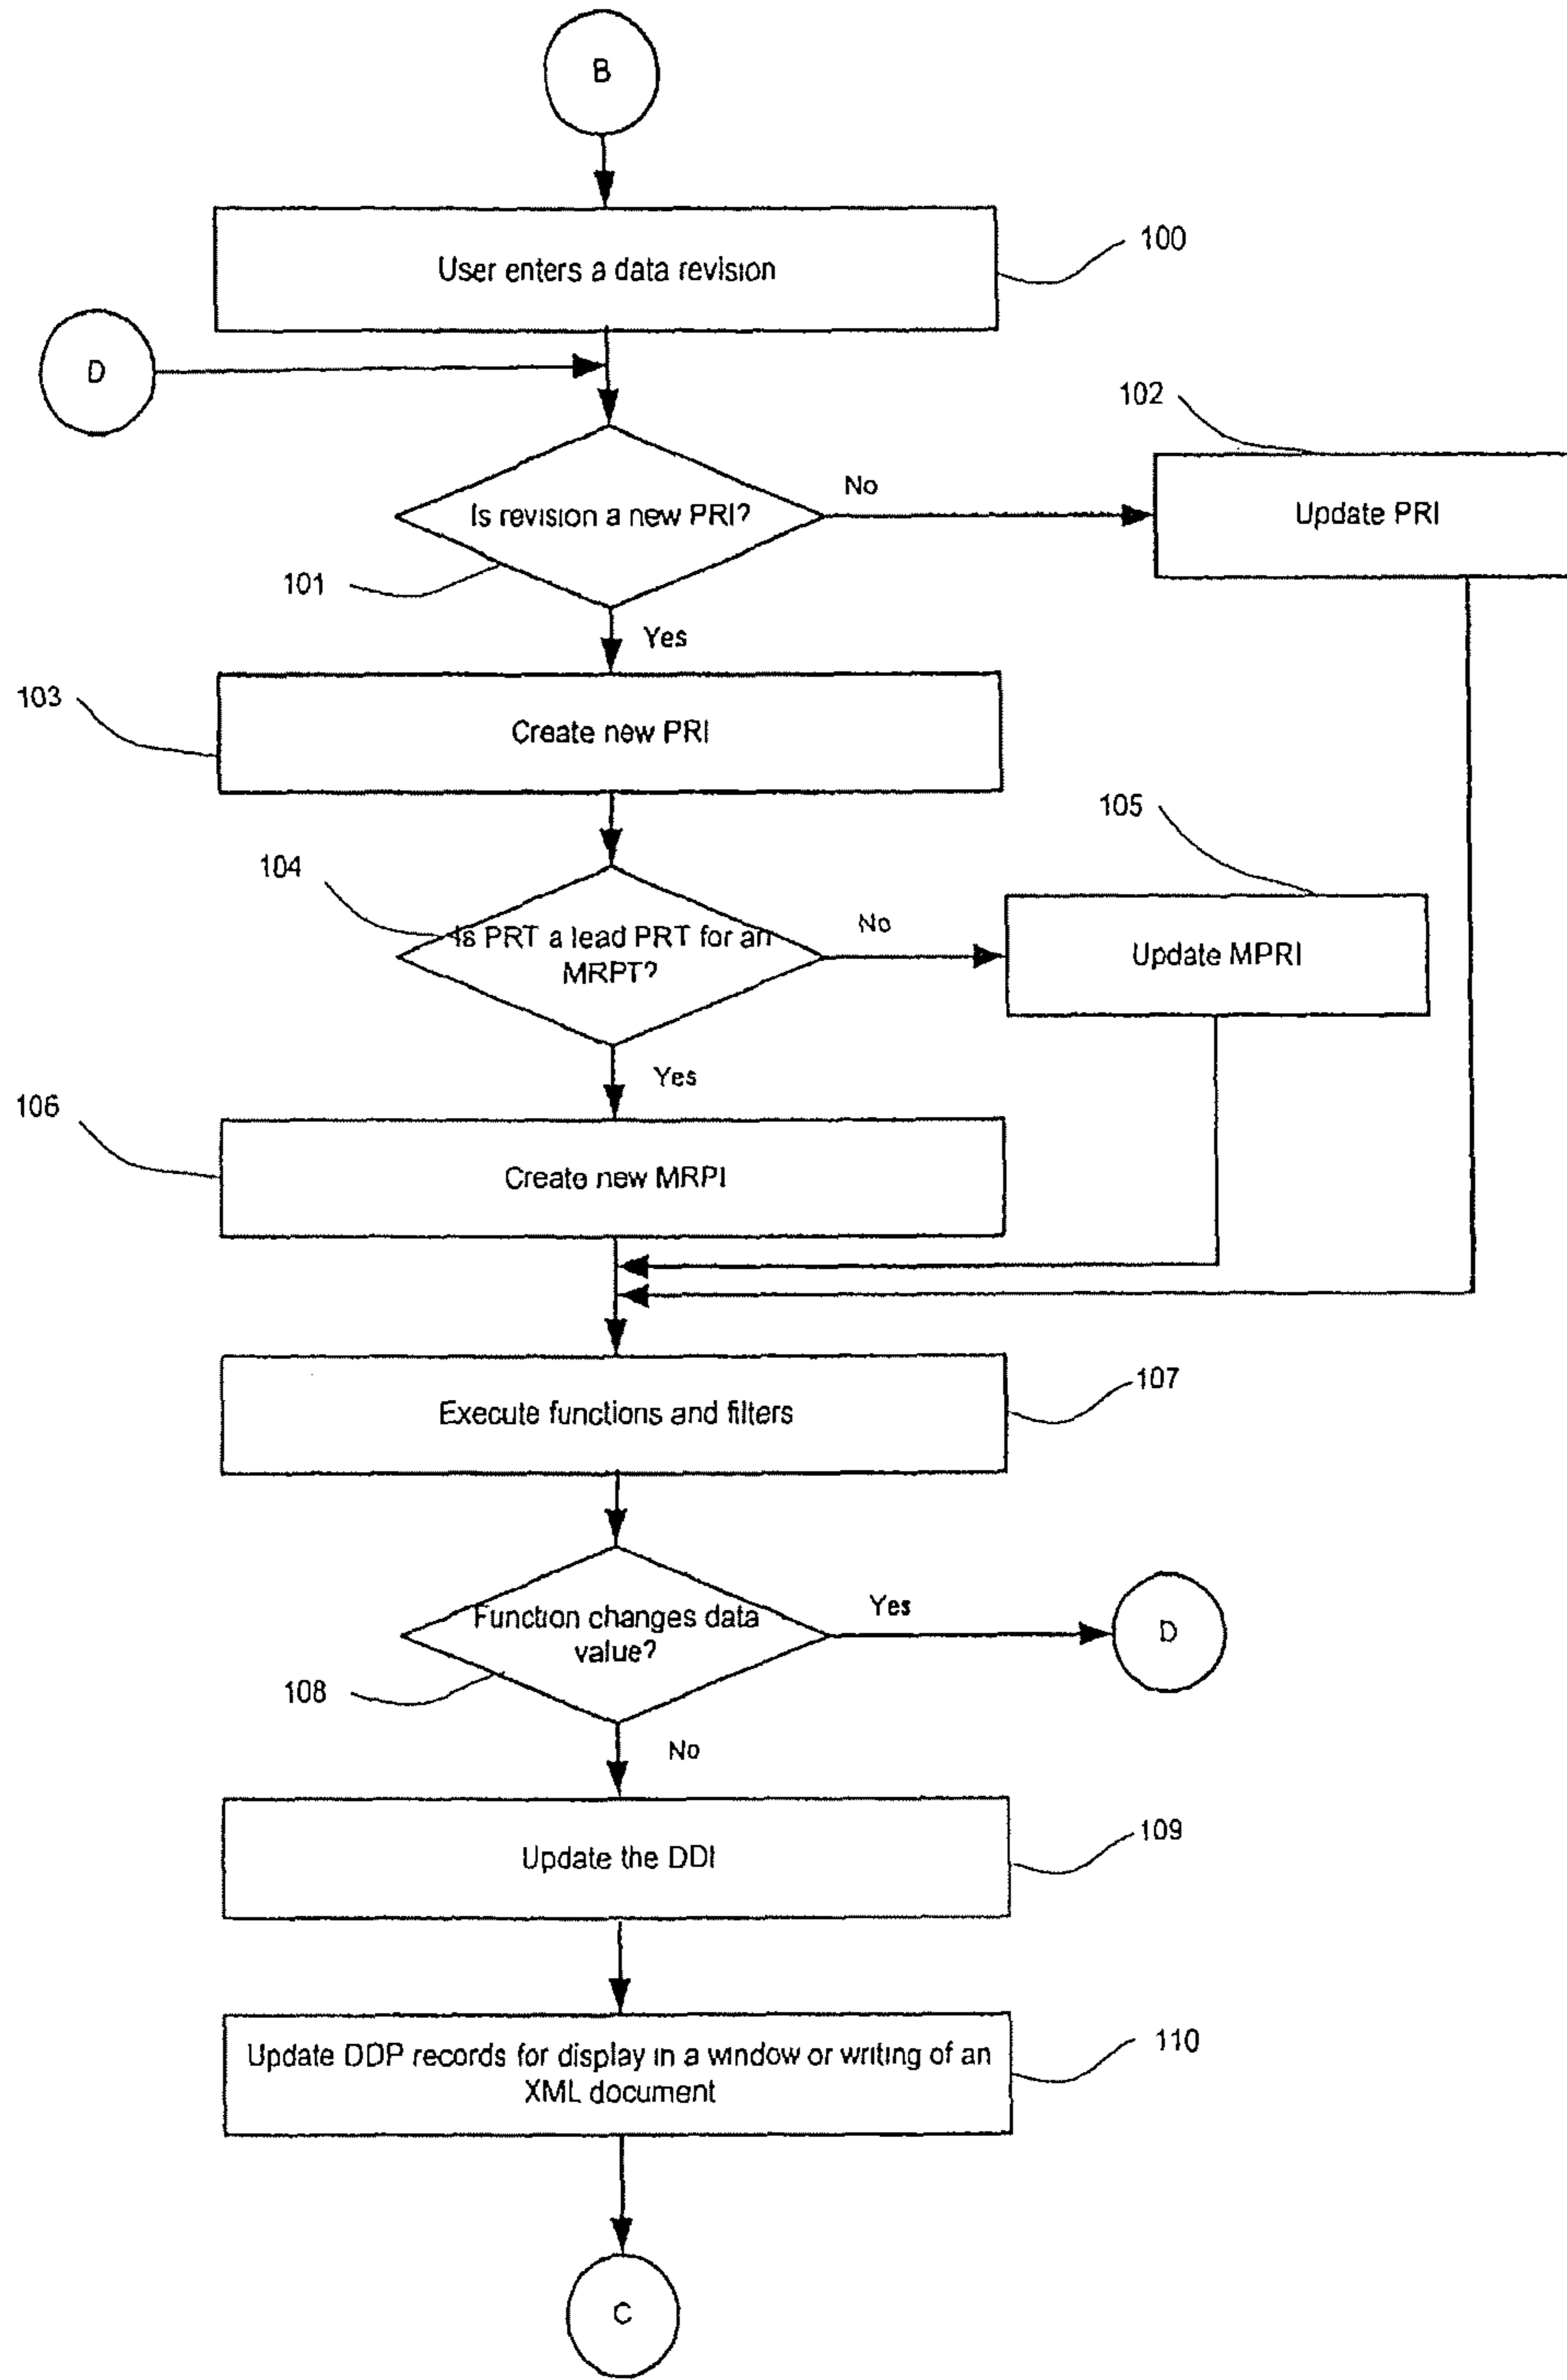 B
User enters a data revision
100
D
102
Is revision a new PRI?
No
Update PRI
101
Yes
103
Create new PRI
105
104
Is PRT a lead PRT for an
MRPT?
No
Update MPRI
Yes
106
Create new MRPI
Execute functions and filters
107
Function changes data
value?
Yes
D
108
No
Update the DDI
109
Update DDP records for display in a window or writing of an
XML document
110
C